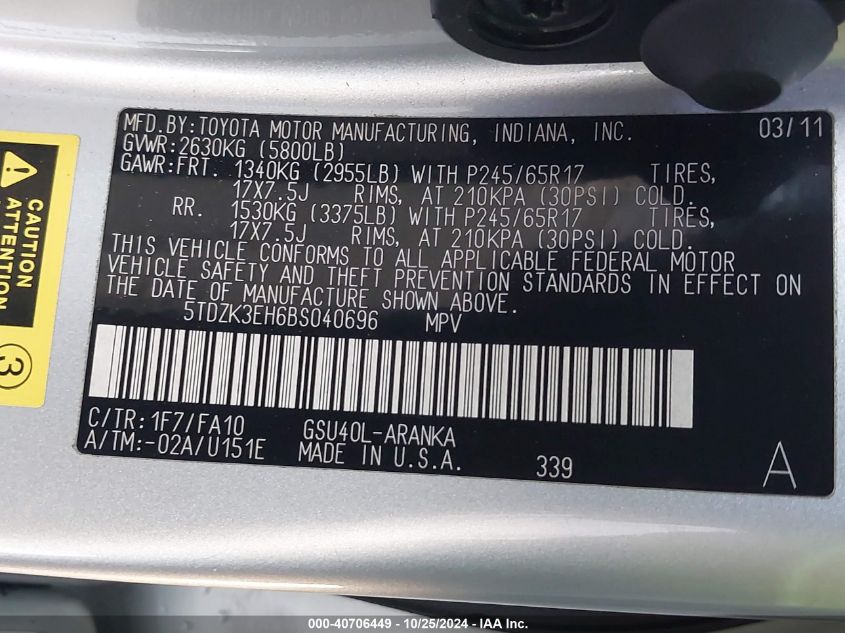 MFD.BY:TOYOTA MOTOR MANUFACTURING, INDIANA, INC. 03/11
GVWR:2630KG (5800LB)
GAWR:FRT. 1340KG (2955LB) WITH P245/65R17 TIRES,
17X7.5J RIMS, AT 210KPA (30PSI) COLD.
RR. 1530KG (3375LB) WITH P245/65R17 TIRES,
17X7.5J RIMS, AT 210KPA (30PSI) COLD.
THIS VEHICLE CONFORMS TO ALL APPLICABLE FEDERAL MOTOR
VEHICLE SAFETY AND THEFT PREVENTION STANDARDS IN EFFECT ON
THE DATE OF MANUFACTURE SHOWN ABOVE.
5TDZK3EH6BS040696 MPV
C/TR:1F7/FA10 GSU40L-ARANKA
A/TM:-02A/U151E MADE IN U.S.A. 339 A
CAUTION
ATTENTION
3
000-40706449 - 10/25/2024 - IAA Inc.